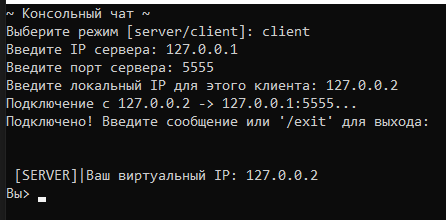 ~ Консольный чат ~
Выберите режим [server/client]: client
Введите IP сервера: 127.0.0.1
Введите порт сервера: 5555
Введите локальный IP для этого клиента: 127.0.0.2
Подключение с 127.0.0.2 -> 127.0.0.1:5555...
Подключено! Введите сообщение или '/exit' для выхода:
[SERVER]|Ваш виртуальный IP: 127.0.0.2
Вы>